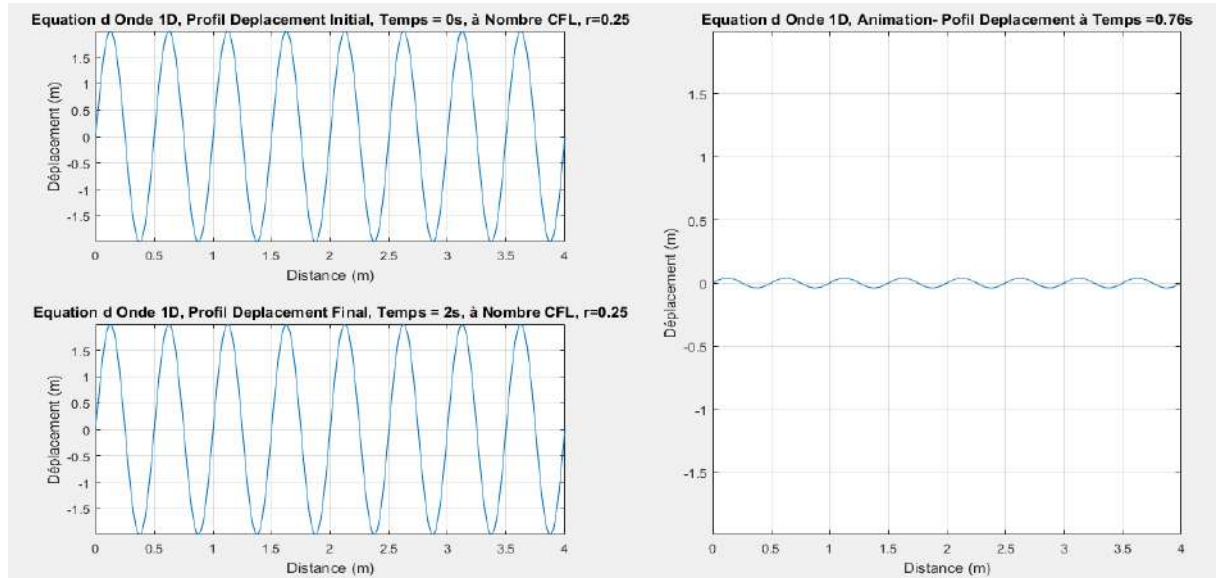 Equation d Onde 1D, Profil Deplacement Initial, Temps = 0s, à Nombre CFL, r=0.25
1.5
1
0.5
0
-0.5
-1
-1.5
Déplacement (m)
0 0.5 1 1.5 2 2.5 3 3.5 4
Distance (m)
Equation d Onde 1D, Profil Deplacement Final, Temps = 2s, à Nombre CFL, r=0.25
1.5
1
0.5
0
-0.5
-1
-1.5
Déplacement (m)
0 0.5 1 1.5 2 2.5 3 3.5 4
Distance (m)
Equation d Onde 1D, Animation- Pofil Deplacement à Temps =0.76s
1.5
1
0.5
0
-0.5
-1
-1.5
Déplacement (m)
0 0.5 1 1.5 2 2.5 3 3.5 4
Distance (m)